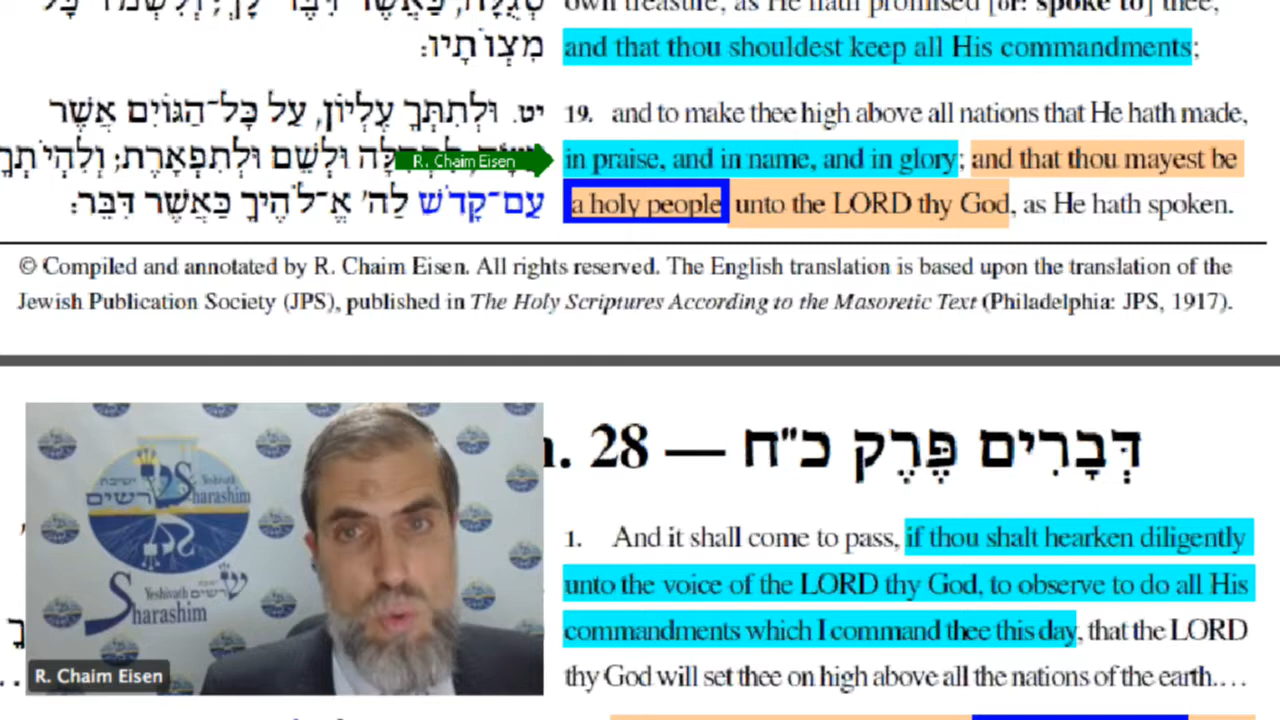 own treasure, as He hath promised [or: spoke to] thee,
מִצְוֺתָיו:
and that thou shouldest keep all His commandments;
יט. וּלְתִתְּךָ עֶלְיוֹן, עַל כָּל־הַגּוֹיִם אֲשֶׁר
19. and to make thee high above all nations that He hath made,
וּלְשֵׁם וּלְתִפְאָרֶת; וְלִהְיֹתְךָ
R. Chaim Eisen
in praise, and in name, and in glory; and that thou mayest be
עַם־קָדֹשׁ לַה' אֱ־לֹהֶיךָ כַּאֲשֶׁר דִּבֵּר:
a holy people unto the LORD thy God, as He hath spoken.
© Compiled and annotated by R. Chaim Eisen. All rights reserved. The English translation is based upon the translation of the
Jewish Publication Society (JPS), published in The Holy Scriptures According to the Masoretic Text (Philadelphia: JPS, 1917).
28 — דְּבָרִים פֶּרֶק כ"ח
1. And it shall come to pass, if thou shalt hearken diligently
unto the voice of the LORD thy God, to observe to do all His
commandments which I command thee this day, that the LORD
thy God will set thee on high above all the nations of the earth....
ישיבת
שרשים
Yeshivath
Sharashim
Yeshivath ישיבת שרשים
Sharashim
R. Chaim Eisen